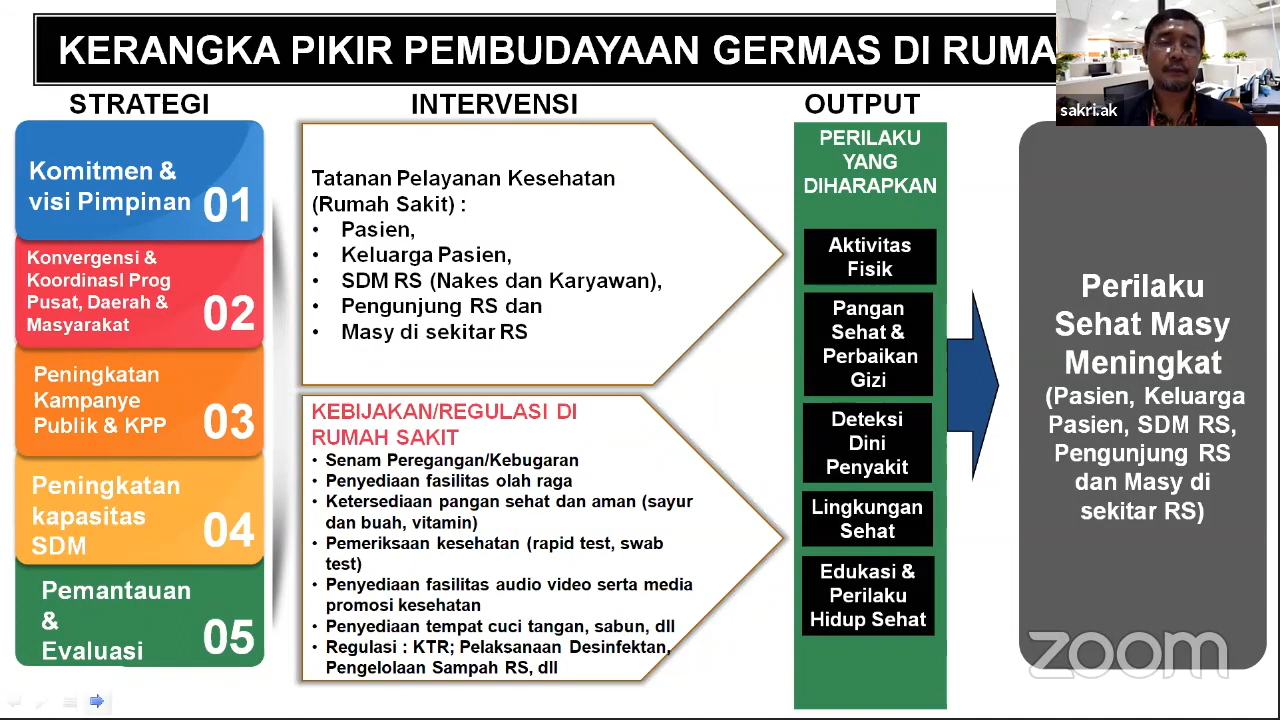 KERANGKA PIKIR PEMBUDAYAAN GERMAS DI RUMA
sakri.ak
STRATEGI
Komitmen &
visi Pimpinan 01
Konvergensi &
Koordinasl Prog
Pusat, Daerah &
Masyarakat 02
Peningkatan
Kampanye
Publik & KPP 03
Peningkatan
kapasitas
SDM 04
Pemantauan
&
Evaluasi 05
INTERVENSI
Tatanan Pelayanan Kesehatan
(Rumah Sakit) :
• Pasien,
• Keluarga Pasien,
• SDM RS (Nakes dan Karyawan),
• Pengunjung RS dan
• Masy di sekitar RS
KEBIJAKAN/REGULASI DI
RUMAH SAKIT
• Senam Peregangan/Kebugaran
• Penyediaan fasilitas olah raga
• Ketersediaan pangan sehat dan aman (sayur
dan buah, vitamin)
• Pemeriksaan kesehatan (rapid test, swab
test)
• Penyediaan fasilitas audio video serta media
promosi kesehatan
• Penyediaan tempat cuci tangan, sabun, dll
• Regulasi : KTR; Pelaksanaan Desinfektan,
Pengelolaan Sampah RS, dll
OUTPUT
PERILAKU
YANG
DIHARAPKAN
Aktivitas
Fisik
Pangan
Sehat &
Perbaikan
Gizi
Deteksi
Dini
Penyakit
Lingkungan
Sehat
Edukasi &
Perilaku
Hidup Sehat
Perilaku
Sehat Masy
Meningkat
(Pasien, Keluarga
Pasien, SDM RS,
Pengunjung RS
dan Masy di
sekitar RS)
zoom